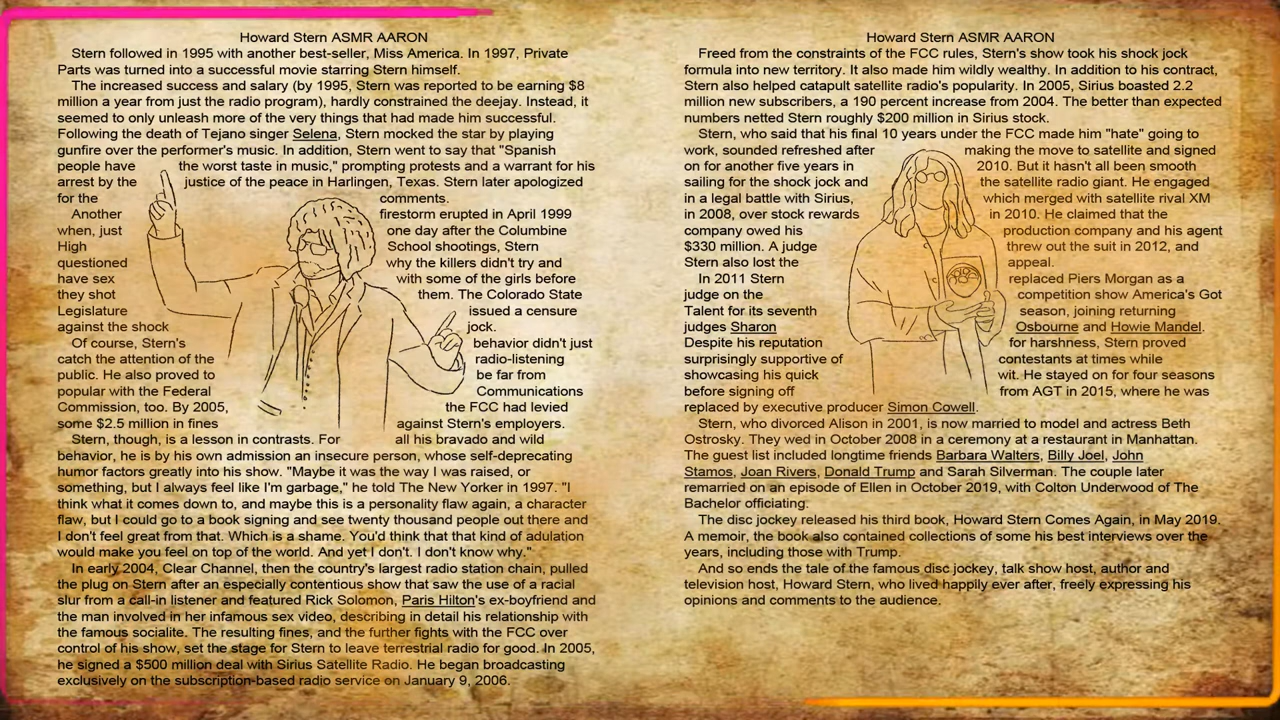 Howard Stern ASMR AARON
Stern followed in 1995 with another best-seller, Miss America. In 1997, Private
Parts was turned into a successful movie starring Stern himself.
The increased success and salary (by 1995, Stern was reported to be earning $8
million a year from just the radio program), hardly constrained the deejay. Instead, it
seemed to only unleash more of the very things that had made him successful.
Following the death of Tejano singer Selena, Stern mocked the star by playing
gunfire over the performer's music. In addition, Stern went to say that "Spanish
people have the worst taste in music," prompting protests and a warrant for his
arrest by the justice of the peace in Harlingen, Texas. Stern later apologized
for the comments.
Another firestorm erupted in April 1999
when, just one day after the Columbine
High School shootings, Stern
questioned why the killers didn't try and
have sex with some of the girls before
they shot them. The Colorado State
Legislature issued a censure
against the shock jock.
Of course, Stern's behavior didn't just
catch the attention of the radio-listening
public. He also proved to be far from
popular with the Federal Communications
Commission, too. By 2005, the FCC had levied
some $2.5 million in fines against Stern's employers.
Stern, though, is a lesson in contrasts. For all his bravado and wild
behavior, he is by his own admission an insecure person, whose self-deprecating
humor factors greatly into his show. "Maybe it was the way I was raised, or
something, but I always feel like I'm garbage," he told The New Yorker in 1997. "I
think what it comes down to, and maybe this is a personality flaw again, a character
flaw, but I could go to a book signing and see twenty thousand people out there and
I don't feel great from that. Which is a shame. You'd think that that kind of adulation
would make you feel on top of the world. And yet I don't. I don't know why."
In early 2004, Clear Channel, then the country's largest radio station chain, pulled
the plug on Stern after an especially contentious show that saw the use of a racial
slur from a call-in listener and featured Rick Solomon, Paris Hilton's ex-boyfriend and
the man involved in her infamous sex video, describing in detail his relationship with
the famous socialite. The resulting fines, and the further fights with the FCC over
control of his show, set the stage for Stern to leave terrestrial radio for good. In 2005,
he signed a $500 million deal with Sirius Satellite Radio. He began broadcasting
exclusively on the subscription-based radio service on January 9, 2006.
Howard Stern ASMR AARON
Freed from the constraints of the FCC rules, Stern's show took his shock jock
formula into new territory. It also made him wildly wealthy. In addition to his contract,
Stern also helped catapult satellite radio's popularity. In 2005, Sirius boasted 2.2
million new subscribers, a 190 percent increase from 2004. The better than expected
numbers netted Stern roughly $200 million in Sirius stock.
Stern, who said that his final 10 years under the FCC made him "hate" going to
work, sounded refreshed after making the move to satellite and signed
on for another five years in 2010. But it hasn't all been smooth
sailing for the shock jock and the satellite radio giant. He engaged
in a legal battle with Sirius, which merged with satellite rival XM
in 2008, over stock rewards in 2010. He claimed that the
company owed his production company and his agent
$330 million. A judge threw out the suit in 2012, and
Stern also lost the appeal.
In 2011 Stern replaced Piers Morgan as a
judge on the competition show America's Got
Talent for its seventh season, joining returning
judges Sharon Osbourne and Howie Mandel.
Despite his reputation for harshness, Stern proved
surprisingly supportive of contestants at times while
showcasing his quick wit. He stayed on for four seasons
before signing off from AGT in 2015, where he was
replaced by executive producer Simon Cowell.
Stern, who divorced Alison in 2001, is now married to model and actress Beth
Ostrosky. They wed in October 2008 in a ceremony at a restaurant in Manhattan.
The guest list included longtime friends Barbara Walters, Billy Joel, John
Stamos, Joan Rivers, Donald Trump and Sarah Silverman. The couple later
remarried on an episode of Ellen in October 2019, with Colton Underwood of The
Bachelor officiating.
The disc jockey released his third book, Howard Stern Comes Again, in May 2019.
A memoir, the book also contained collections of some his best interviews over the
years, including those with Trump.
And so ends the tale of the famous disc jockey, talk show host, author and
television host, Howard Stern, who lived happily ever after, freely expressing his
opinions and comments to the audience.